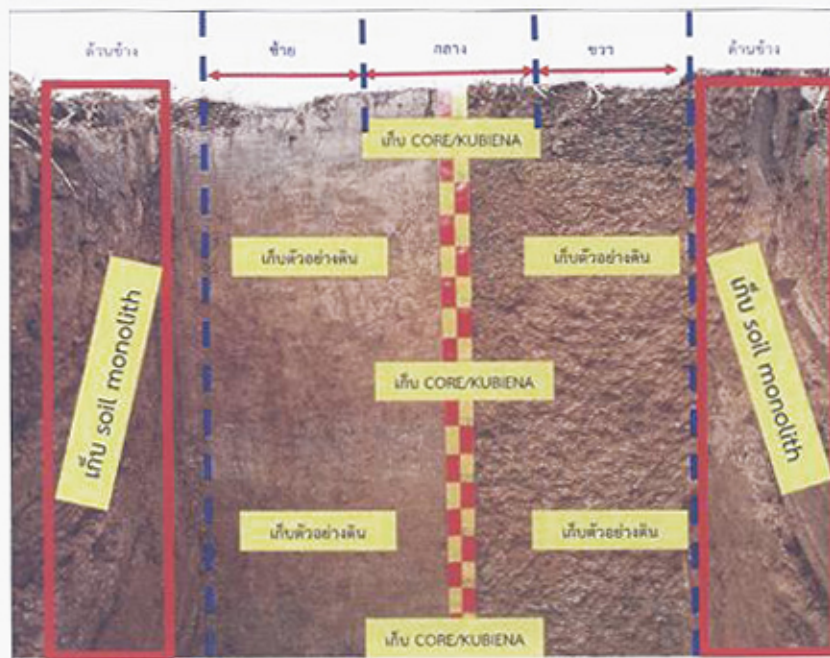 ด้านข้าง
ซ้าย
กลาง
ขวา
ด้านข้าง
เก็บ CORE/KUBIENA
เก็บตัวอย่างดิน
เก็บตัวอย่างดิน
เก็บ soil monolith
เก็บ soil monolith
เก็บ CORE/KUBIENA
เก็บตัวอย่างดิน
เก็บตัวอย่างดิน
เก็บ CORE/KUBIENA